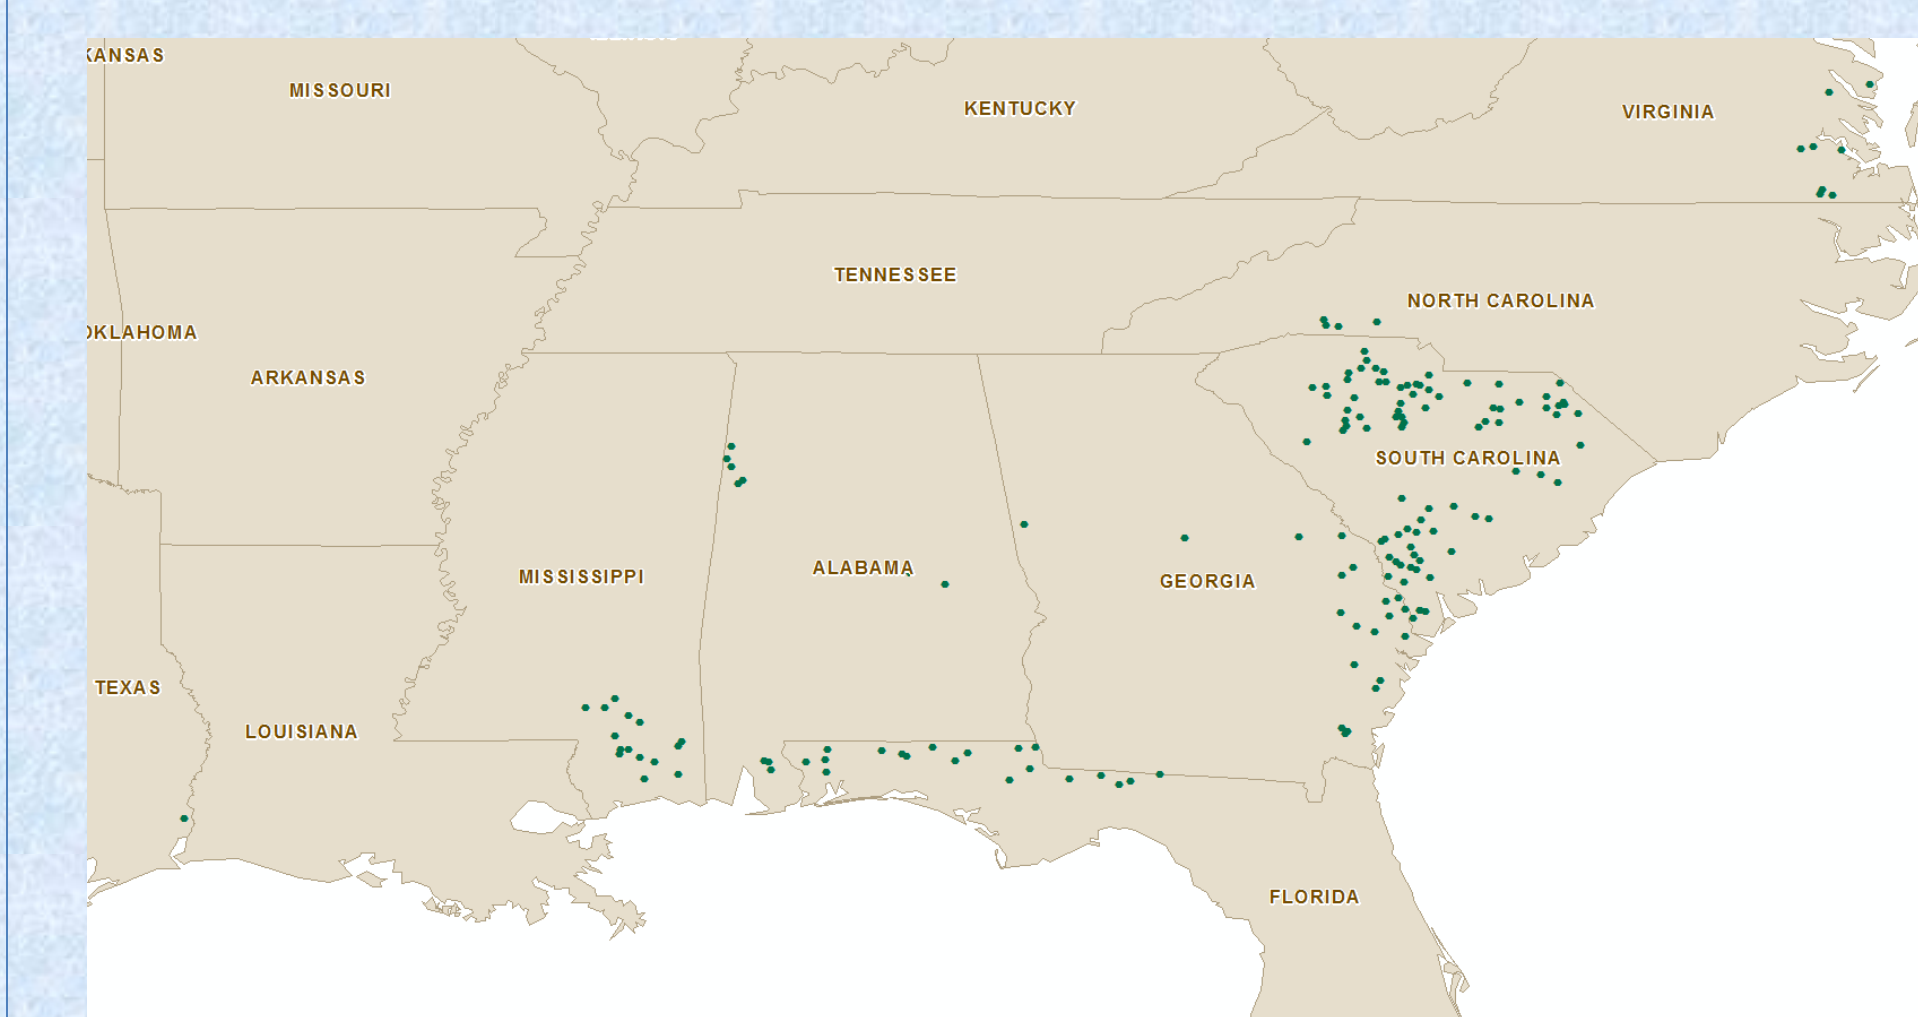 KANSAS
MISSOURI
KENTUCKY
VIRGINIA
TENNESSEE
NORTH CAROLINA
OKLAHOMA
ARKANSAS
SOUTH CAROLINA
MISSISSIPPI
ALABAMA
GEORGIA
TEXAS
LOUISIANA
FLORIDA